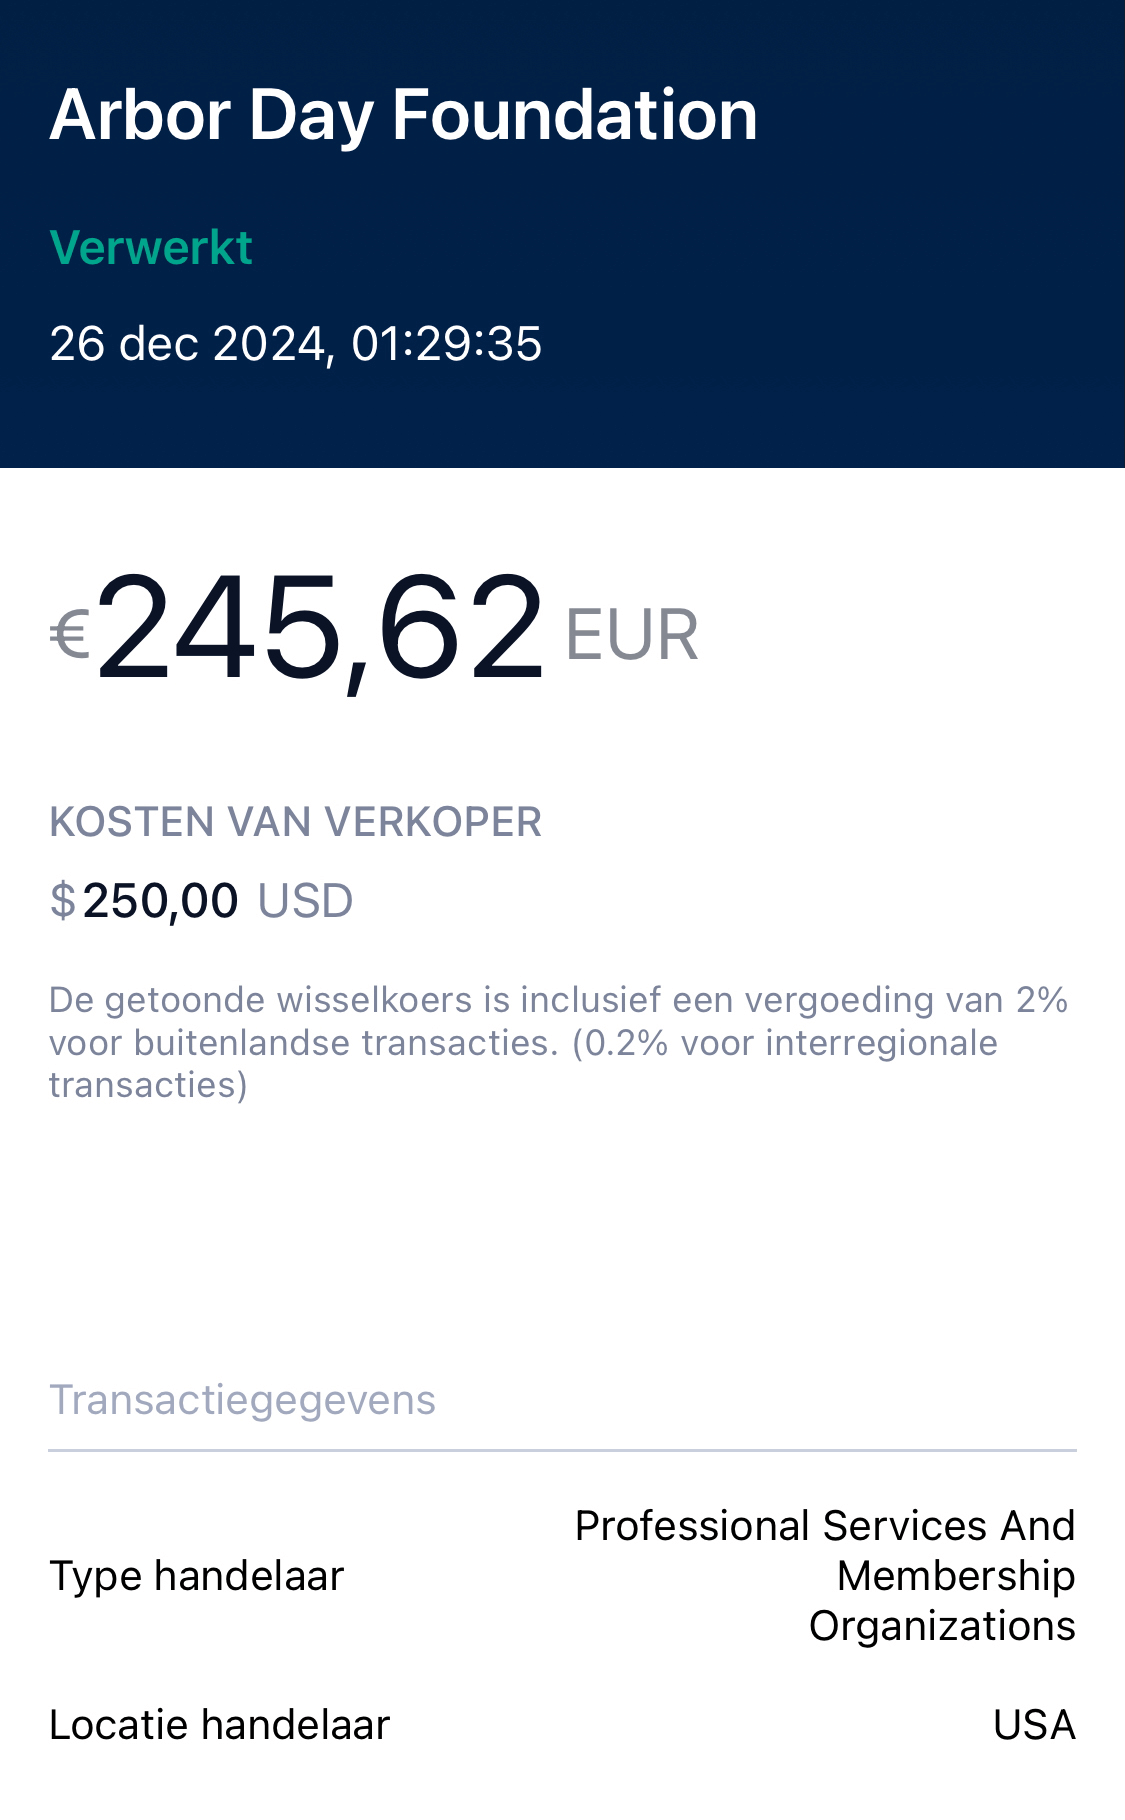 Arbor Day Foundation
Verwerkt
26 dec 2024, 01:29:35
€245,62 EUR
KOSTEN VAN VERKOPER
$250,00 USD
De getoonde wisselkoers is inclusief een vergoeding van 2%
voor buitenlandse transacties. (0.2% voor interregionale
transacties)
Transactiegegevens
Type handelaar
Professional Services And
Membership
Organizations
Locatie handelaar USA